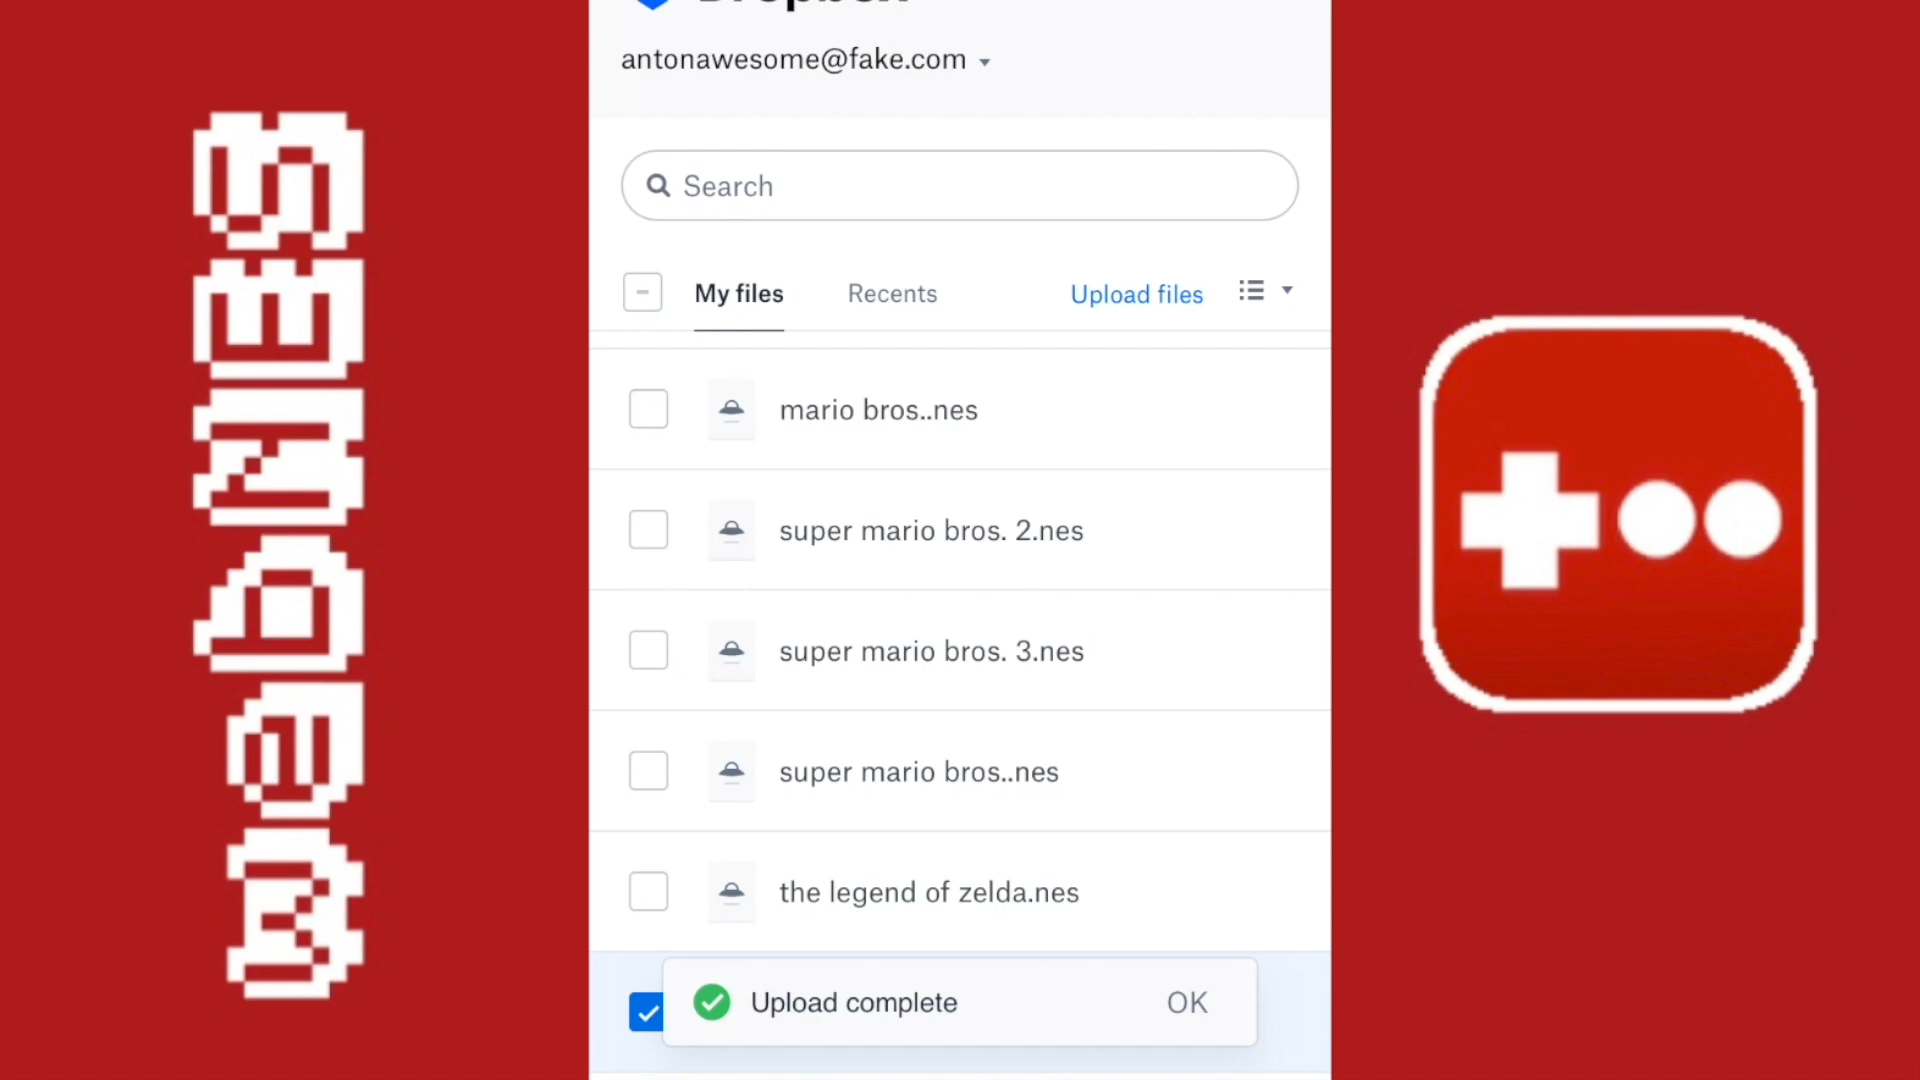 webNES
Dropbox
antonawesome@fake.com
Search
My files
Recents
Upload files
mario bros..nes
super mario bros. 2.nes
super mario bros. 3.nes
super mario bros..nes
the legend of zelda.nes
Upload complete
OK